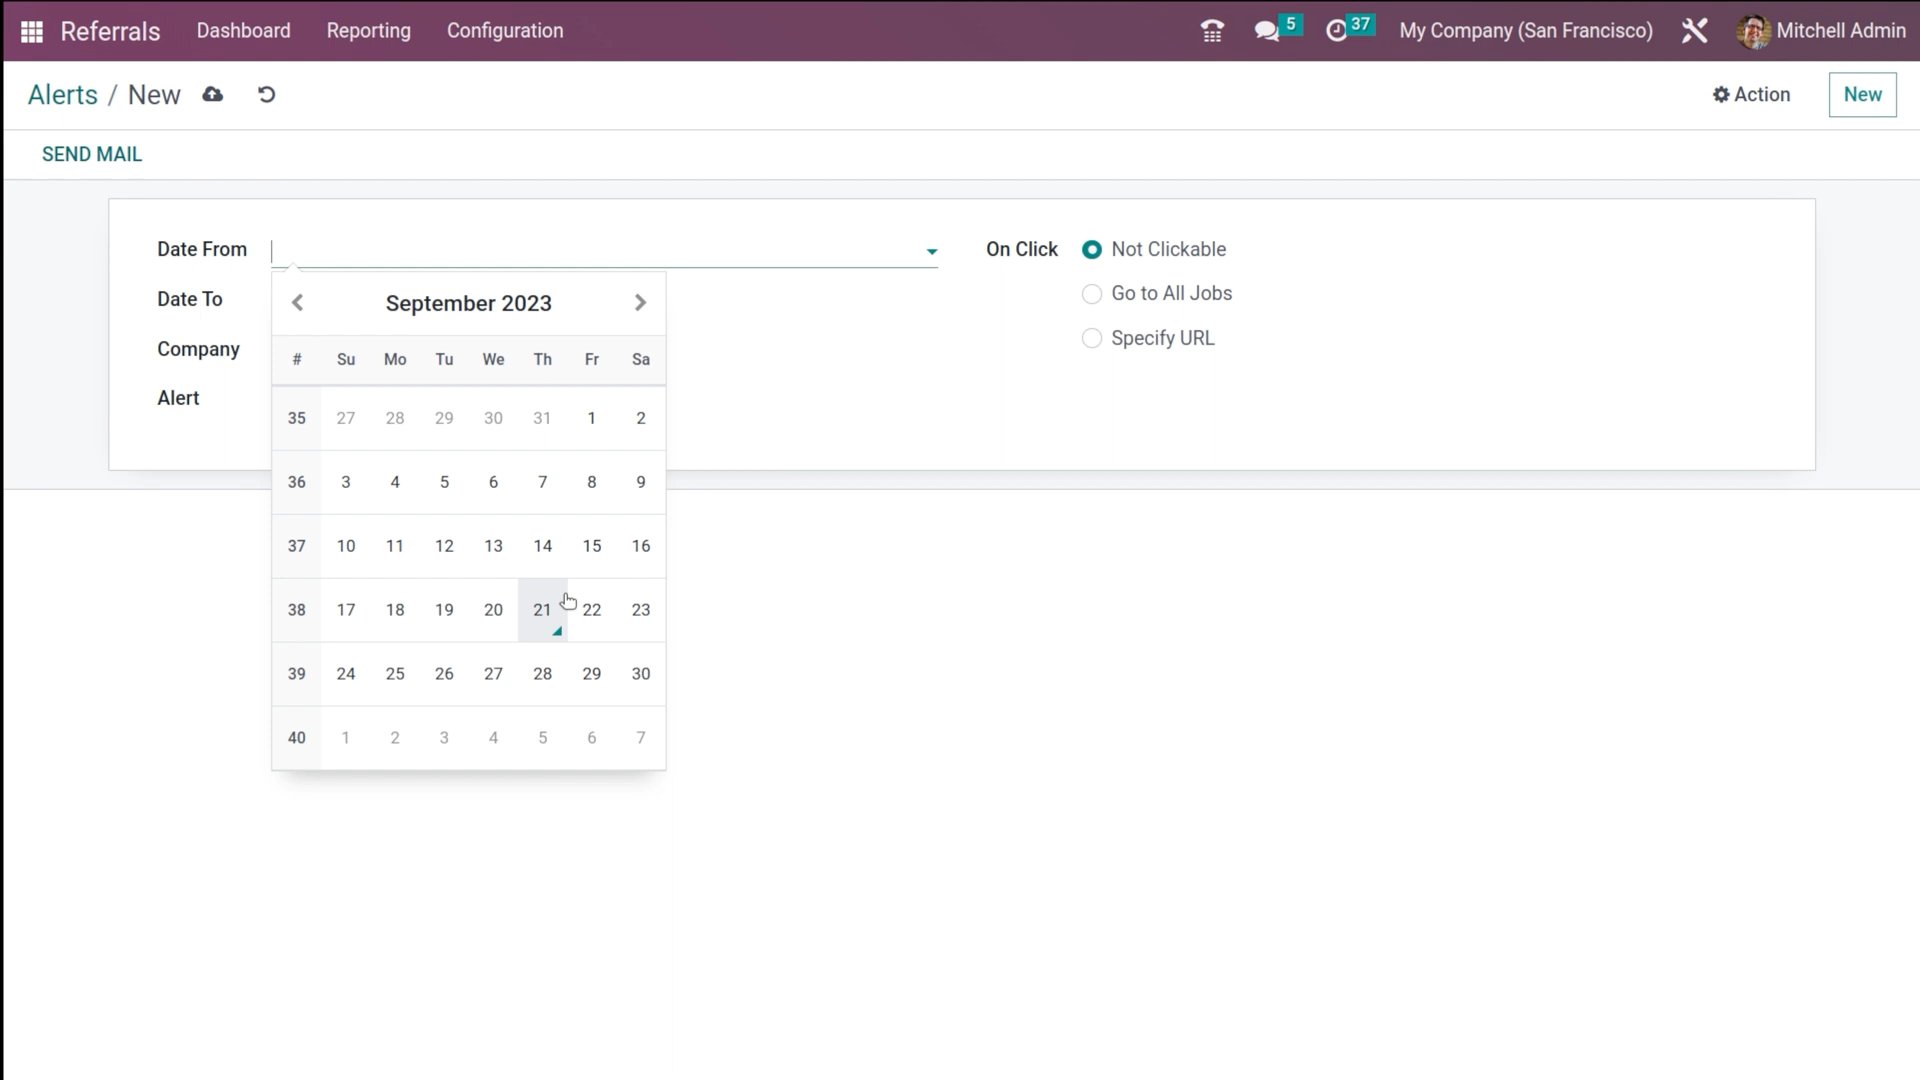 Referrals Dashboard Reporting Configuration 5 37 My Company (San Francisco) Mitchell Admin
Alerts / New Action New
SEND MAIL
Date From On Click Not Clickable
Date To Go to All Jobs
Company Specify URL
Alert
September 2023
# Su Mo Tu We Th Fr Sa
35 27 28 29 30 31 1 2
36 3 4 5 6 7 8 9
37 10 11 12 13 14 15 16
38 17 18 19 20 21 22 23
39 24 25 26 27 28 29 30
40 1 2 3 4 5 6 7